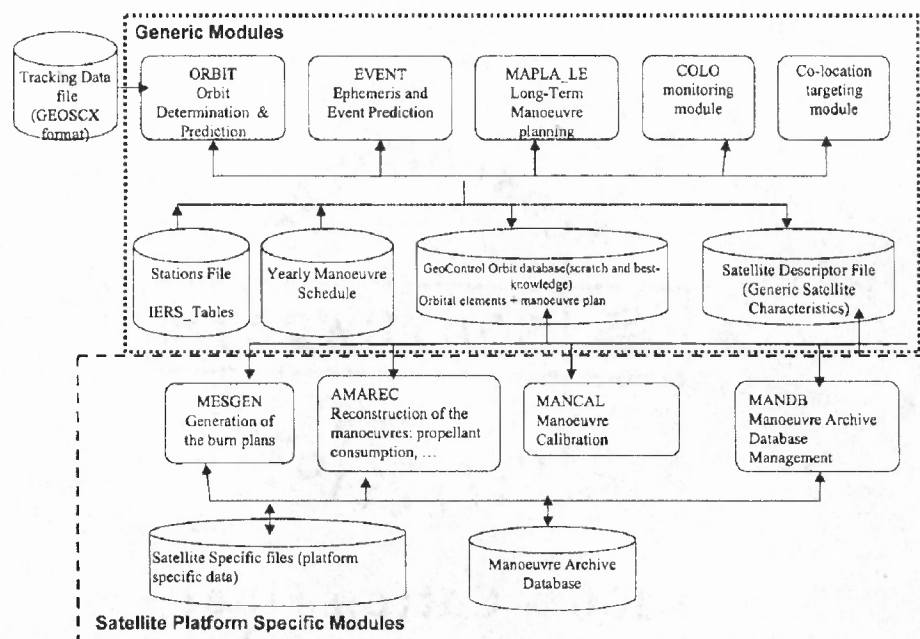 Generic Modules
Tracking Data
file
(GEOSCX
format)
ORBIT
Orbit
Determination &
Prediction
EVENT
Ephemeris and
Event Prediction
MAPLA_LE
Long-Term
Manoeuvre
planning
COLO
monitoring
module
Co-location
targeting
module
Stations File
IERS_Tables
Yearly Manoeuvre
Schedule
GeoControl Orbit database(scratch and best-
knowledge)
Orbital elements + manoeuvre plan
Satellite Descriptor File
(Generic Satellite
Characteristics)
MESGEN
Generation of
the burn plans
AMAREC
Reconstruction of the
manoeuvres: propellant
consumption, …
MANCAL
Manoeuvre
Calibration
MANDB
Manoeuvre Archive
Database
Management
Satellite Specific files (platform
specific data)
Manoeuvre Archive
Database
Satellite Platform Specific Modules